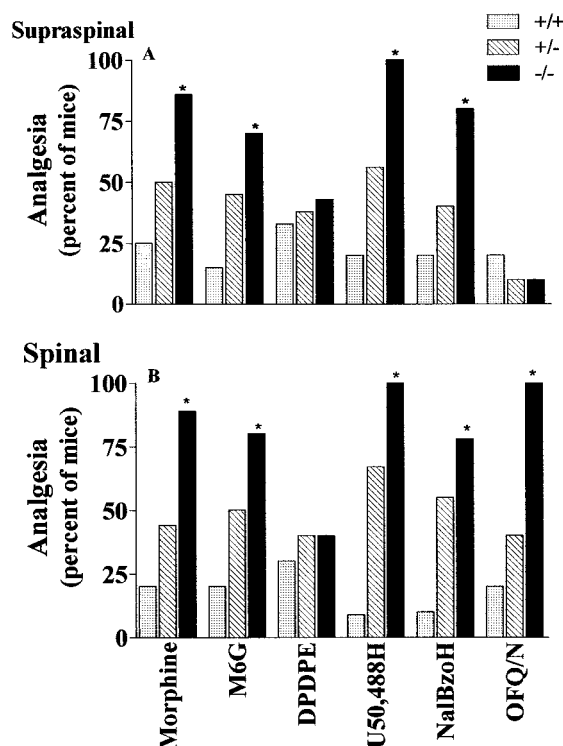 +/+
+/-
-/-
Supraspinal
A
100
75
50
25
0
Analgesia
(percent of mice)
*
*
*
*
Spinal
B
100
75
50
25
0
Analgesia
(percent of mice)
*
*
*
*
*
Morphine
M6G
DPDPE
U50,488H
NalBzoH
OFQ/N